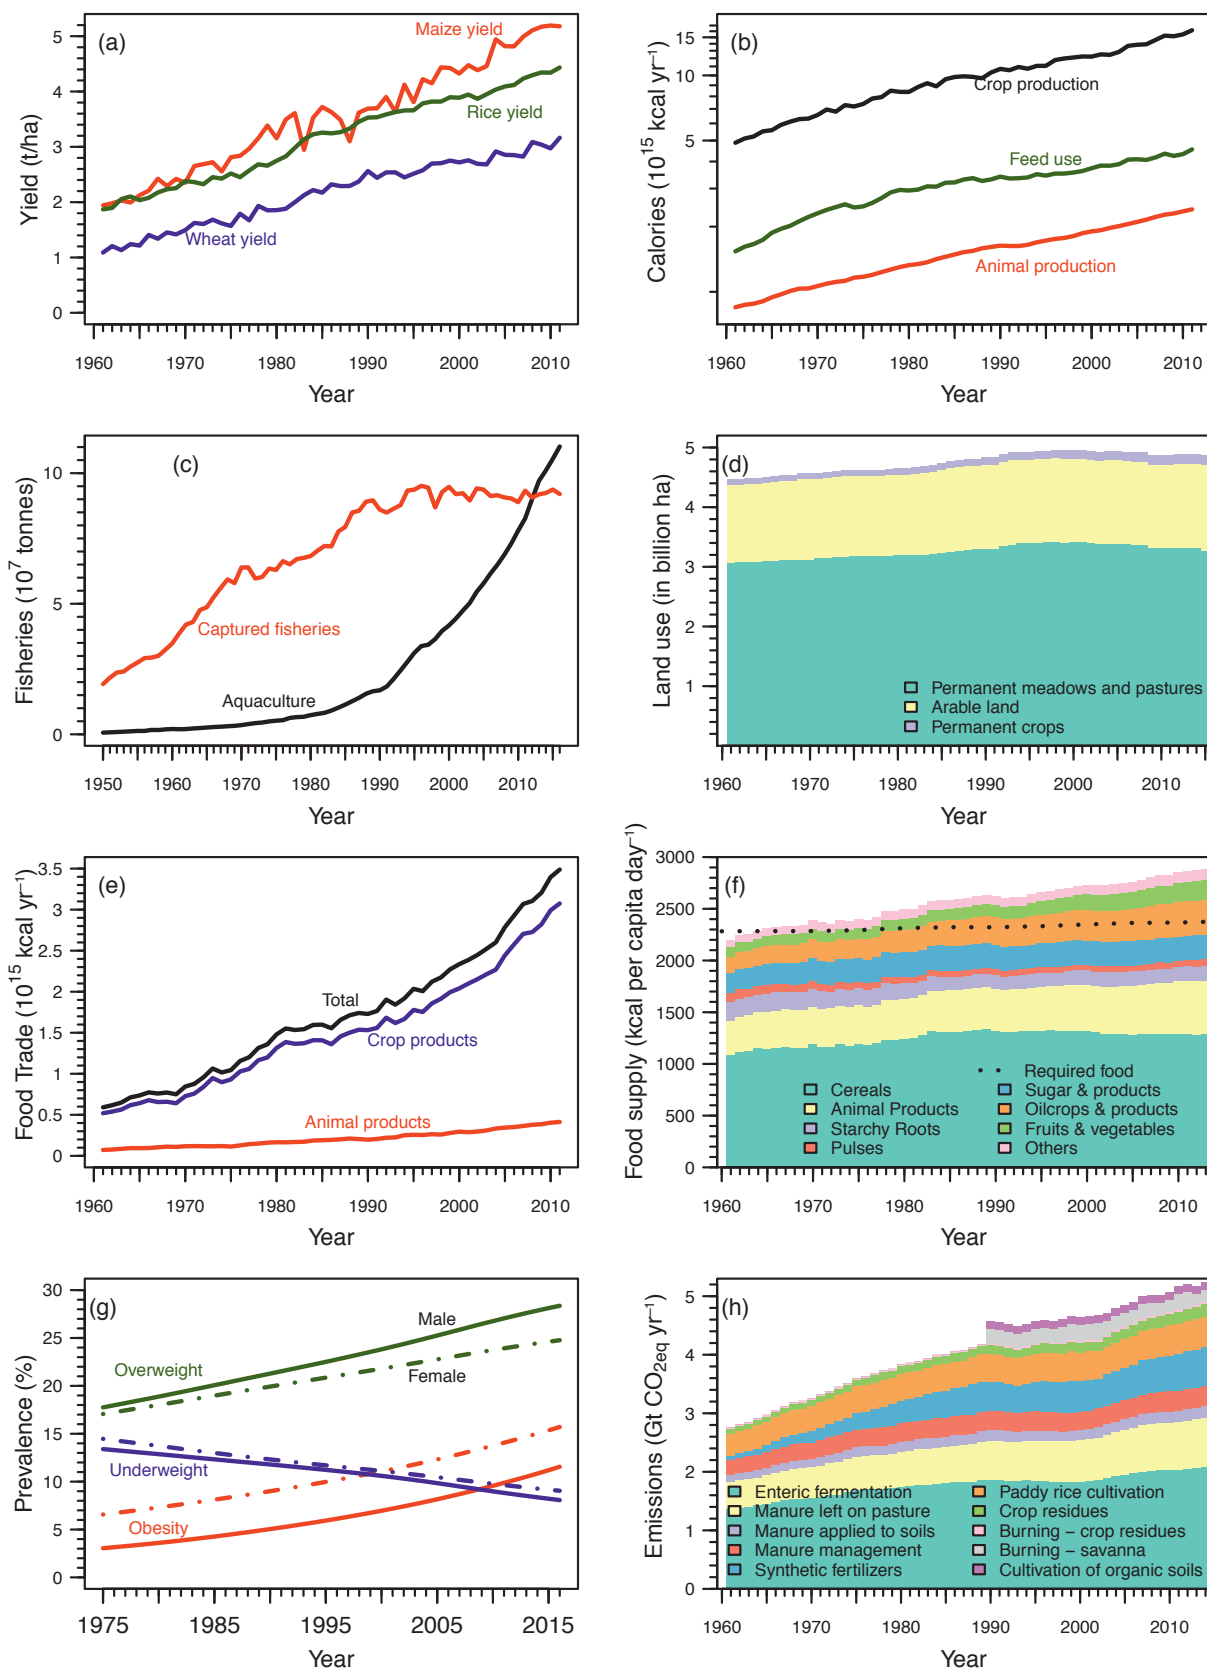 (a)
Maize yield
Rice yield
Wheat yield
Yield (t/ha)
0
1
2
3
4
5
1960
1970
1980
1990
2000
2010
Year
(b)
Crop production
Feed use
Animal production
Calories (10^15 kcal yr^−1)
5
10
15
1960
1970
1980
1990
2000
2010
Year
(c)
Captured fisheries
Aquaculture
Fisheries (10^7 tonnes)
0
5
10
1950
1960
1970
1980
1990
2000
2010
Year
(d)
Land use (in billion ha)
1
2
3
4
5
Permanent meadows and pastures
Arable land
Permanent crops
1960
1970
1980
1990
2000
2010
Year
(e)
Total
Crop products
Animal products
Food Trade (10^15 kcal yr^−1)
0
0.5
1
1.5
2
2.5
3
3.5
1960
1970
1980
1990
2000
2010
Year
(f)
Food supply (kcal per capita day^−1)
0
500
1000
1500
2000
2500
3000
Required food
Cereals
Animal Products
Starchy Roots
Pulses
Sugar & products
Oilcrops & products
Fruits & vegetables
Others
1960
1970
1980
1990
2000
2010
Year
(g)
Male
Female
Overweight
Underweight
Obesity
Prevalence (%)
0
5
10
15
20
25
30
1975
1985
1995
2005
2015
Year
(h)
Emissions (Gt CO2eq yr^−1)
0
1
2
3
4
5
Enteric fermentation
Manure left on pasture
Manure applied to soils
Manure management
Synthetic fertilizers
Paddy rice cultivation
Crop residues
Burning − crop residues
Burning − savanna
Cultivation of organic soils
1960
1970
1980
1990
2000
2010
Year